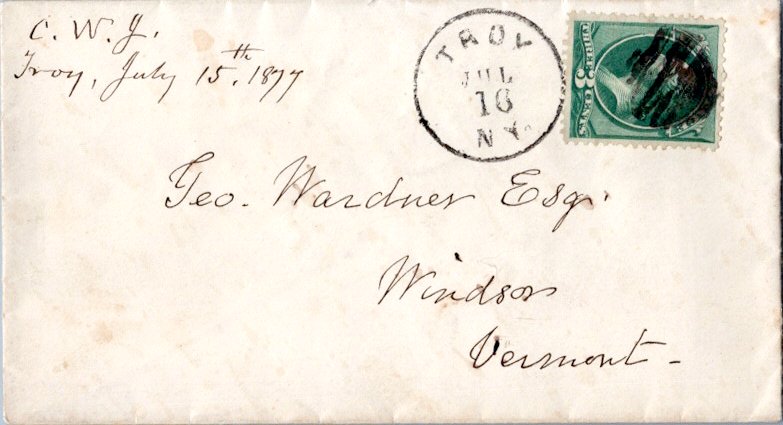 C. W. J.
Troy, July 15th. 1877
TROY
JUL
16
N.Y.
Geo. Wardner Esq.
Windsor
Vermont-